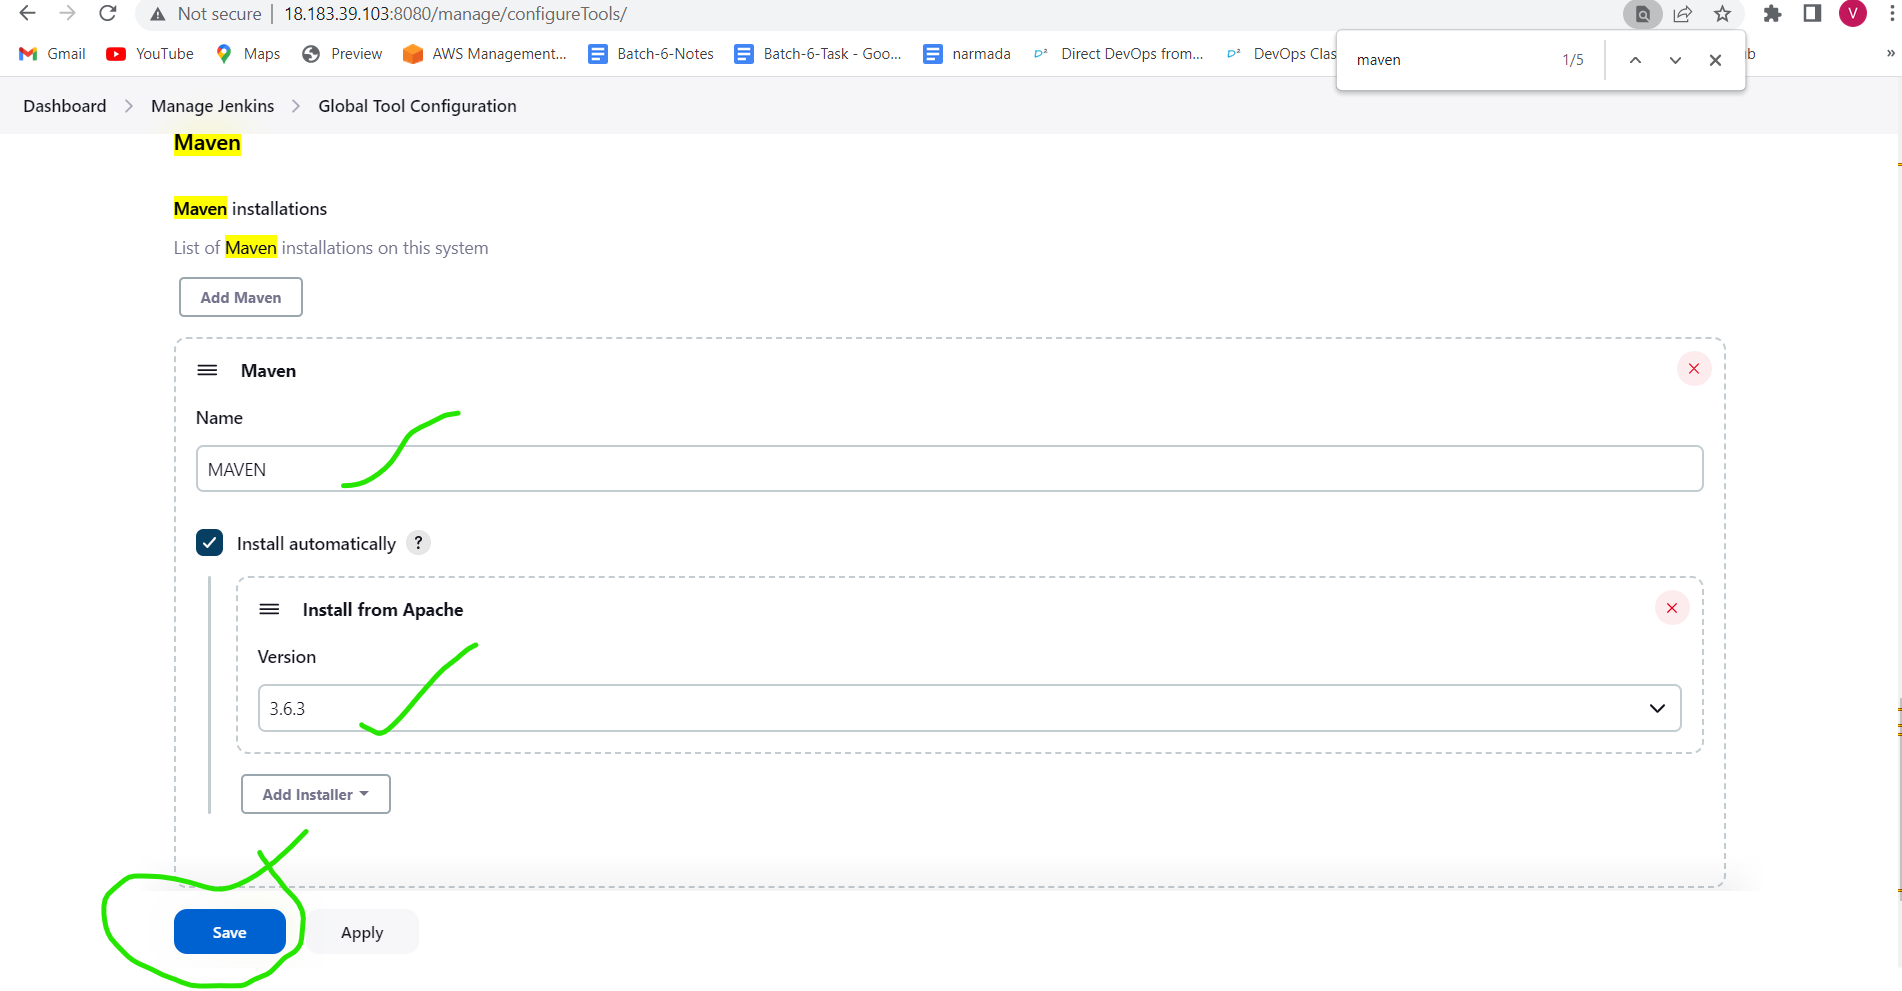 Not secure | 18.183.39.103:8080/manage/configureTools/ V
Gmail YouTube Maps Preview AWS Management... Batch-6-Notes Batch-6-Task - Goo... narmada D² Direct DevOps from... D² DevOps Clas b »
maven 1/5
Dashboard > Manage Jenkins > Global Tool Configuration
Maven
Maven installations
List of Maven installations on this system
Add Maven
Maven
Name
MAVEN
Install automatically ?
Install from Apache
Version
3.6.3
Add Installer
Save Apply